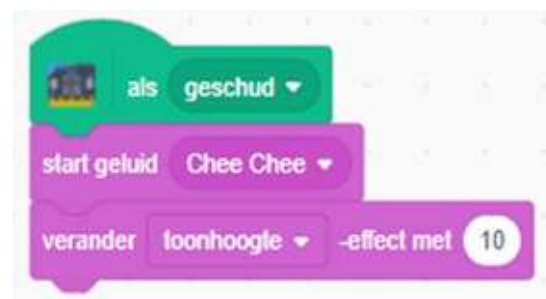 als geschud
start geluid Chee Chee
verander toonhoogte -effect met 10